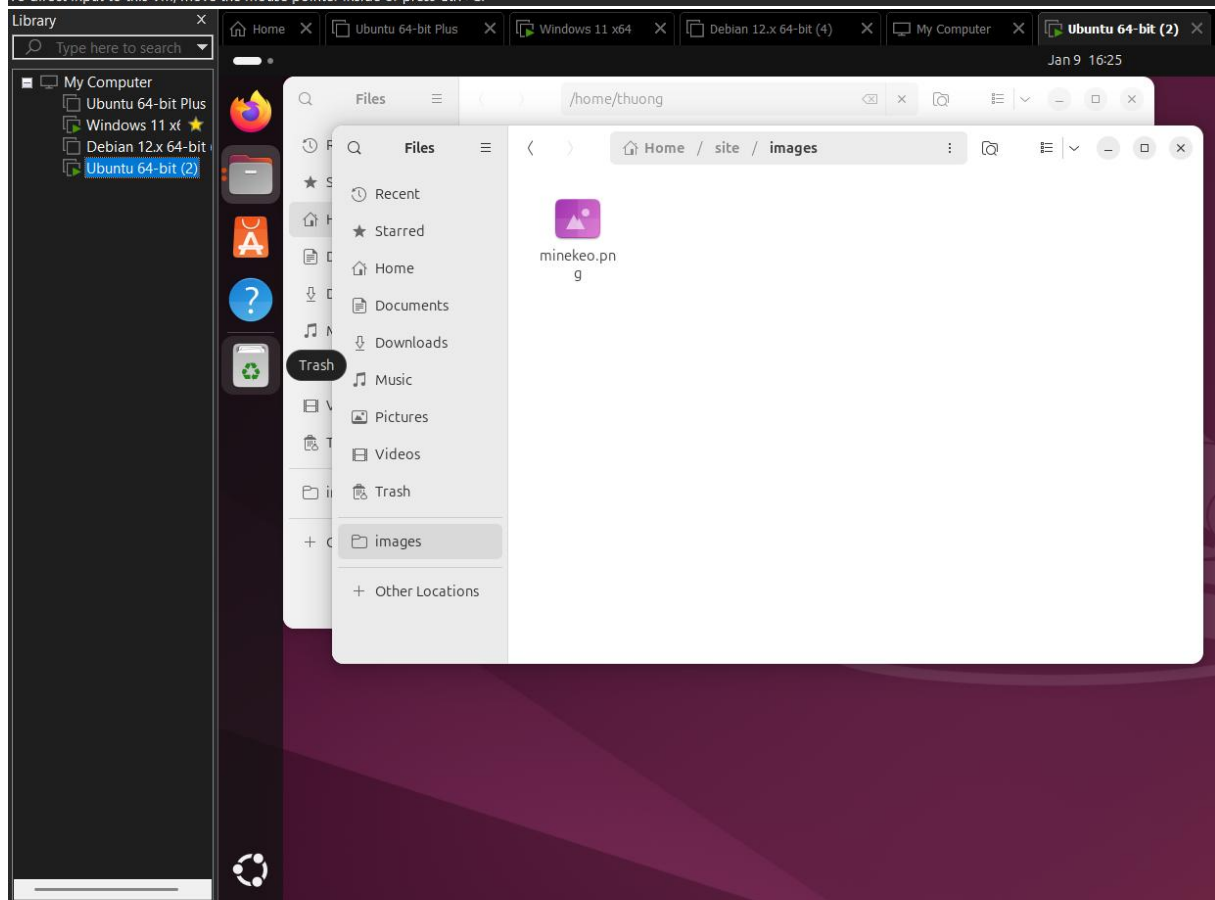 Library
Type here to search
My Computer
Ubuntu 64-bit Plus
Windows 11 x6
Debian 12.x 64-bit
Ubuntu 64-bit (2)
Home
Ubuntu 64-bit Plus
Windows 11 x64
Debian 12.x 64-bit (4)
My Computer
Ubuntu 64-bit (2)
Jan 9 16:25
Files
/home/thuong
Trash
Files
Home / site / images
Recent
Starred
Home
Documents
Downloads
Music
Pictures
Videos
Trash
images
Other Locations
minekeo.pn
g